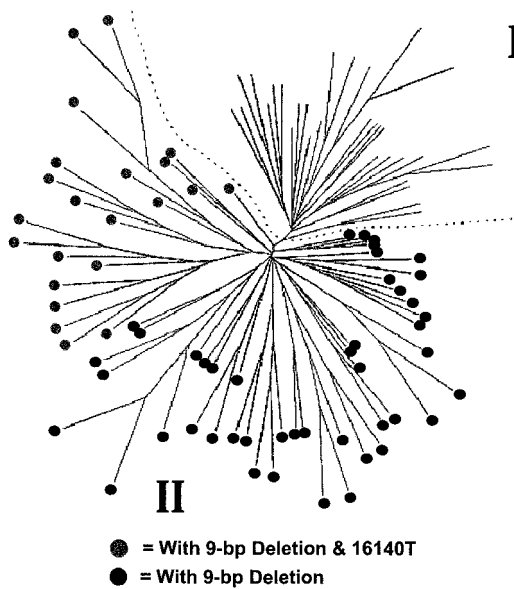 I
II
= With 9-bp Deletion & 16140T
= With 9-bp Deletion